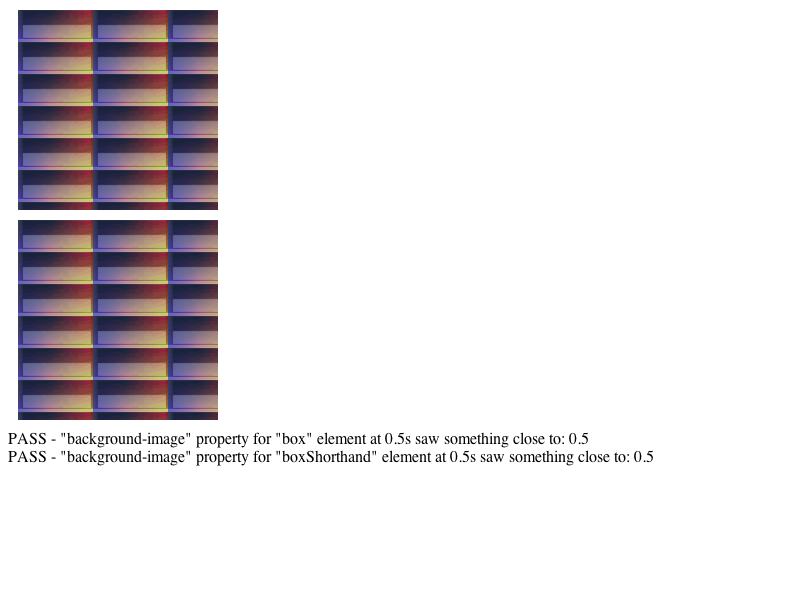 PASS - "background-image" property for "box" element at 0.5s saw something close to: 0.5
PASS - "background-image" property for "boxShorthand" element at 0.5s saw something close to: 0.5